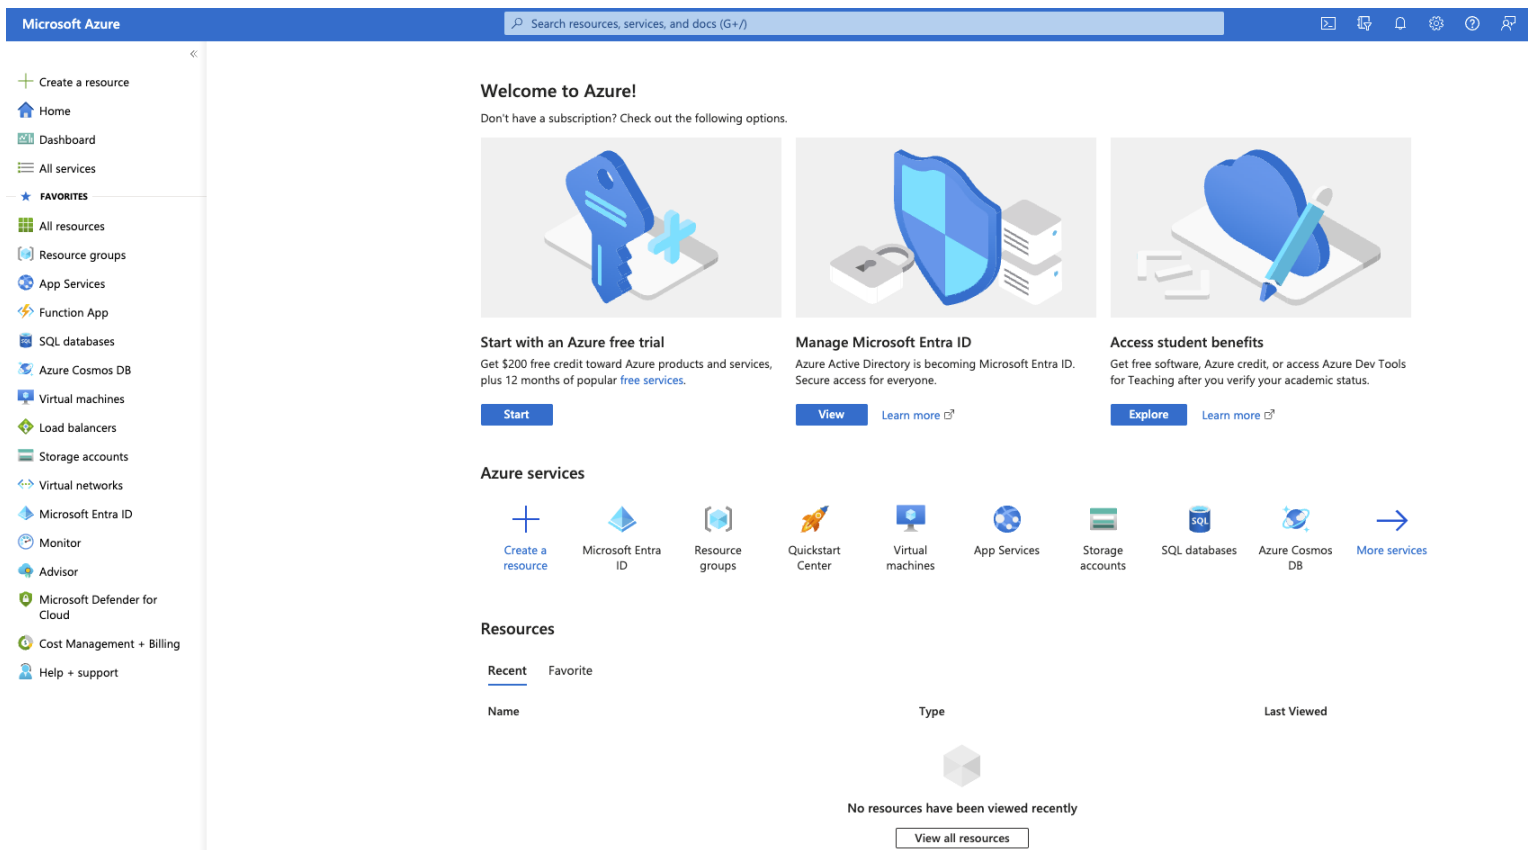 Microsoft Azure
Search resources, services, and docs (G+/)
«
Create a resource
Home
Dashboard
All services
FAVORITES
All resources
Resource groups
App Services
Function App
SQL databases
Azure Cosmos DB
Virtual machines
Load balancers
Storage accounts
Virtual networks
Microsoft Entra ID
Monitor
Advisor
Microsoft Defender for
Cloud
Cost Management + Billing
Help + support
Welcome to Azure!
Don't have a subscription? Check out the following options.
Start with an Azure free trial
Get $200 free credit toward Azure products and services,
plus 12 months of popular free services.
Start
Manage Microsoft Entra ID
Azure Active Directory is becoming Microsoft Entra ID.
Secure access for everyone.
View Learn more
Access student benefits
Get free software, Azure credit, or access Azure Dev Tools
for Teaching after you verify your academic status.
Explore Learn more
Azure services
Create a
resource
Microsoft Entra
ID
Resource
groups
Quickstart
Center
Virtual
machines
App Services
Storage
accounts
SQL
SQL databases
Azure Cosmos
DB
More services
Resources
Recent Favorite
Name Type Last Viewed
No resources have been viewed recently
View all resources